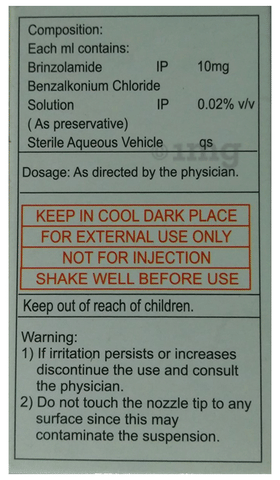 Composition:
Each ml contains:
Brinzolamide IP 10mg
Benzalkonium Chloride
Solution IP 0.02% v/v
( As preservative)
Sterile Aqueous Vehicle qs
©1mg
Dosage: As directed by the physician.
KEEP IN COOL DARK PLACE
FOR EXTERNAL USE ONLY
NOT FOR INJECTION
SHAKE WELL BEFORE USE
Keep out of reach of children.
Warning:
1) If irritation persists or increases
discontinue the use and consult
the physician.
2) Do not touch the nozzle tip to any
surface since this may
contaminate the suspension.